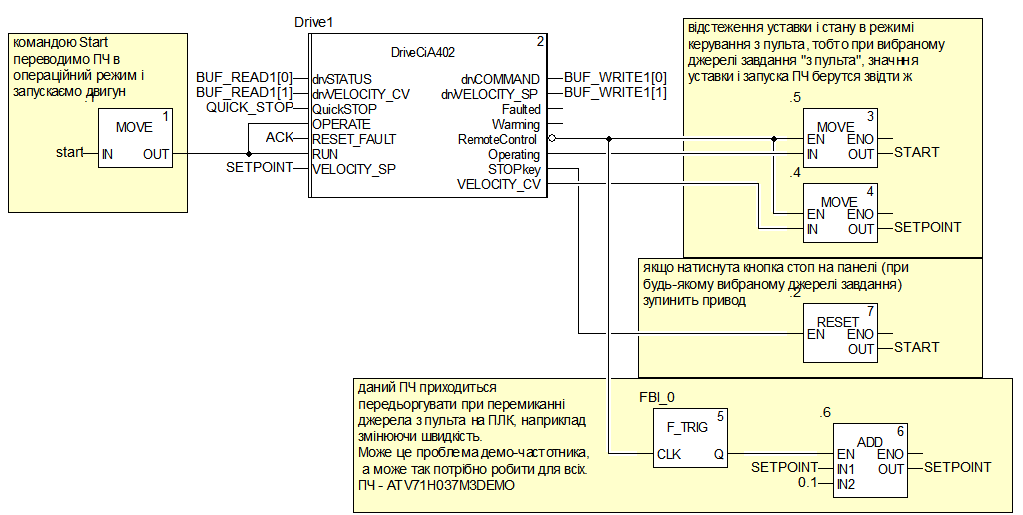 Drive1
командою Start
переводимо ПЧ в
операційний режим і
запускаємо двигун
.1
MOVE
1
start
IN
OUT
DriveCiA402
2
BUF_READ1[0]
drvSTATUS
drvCOMMAND
BUF_WRITE1[0]
BUF_READ1[1]
drvVELOCITY_CV
drvVELOCITY_SP
BUF_WRITE1[1]
QUICK_STOP
QuickSTOP
Faulted
OPERATE
Warning
ACK
RESET_FAULT
RemoteControl
RUN
Operating
SETPOINT
VELOCITY_SP
STOPkey
VELOCITY_CV
відстеження уставки і стану в режимі
керування з пульта, тобто при вибраному
джерелі завдання "з пульта", значння
уставки і запуска ПЧ берутся звідти ж
.5
3
MOVE
EN
ENO
IN
OUT
START
.4
4
MOVE
EN
ENO
IN
OUT
SETPOINT
якщо натиснута кнопка стоп на панелі (при
будь-якому вибраному джерелі завдання)
зупинить привод
.2
7
RESET
EN
ENO
OUT
START
даний ПЧ приходиться
передьоргувати при перемиканні
джерела з пульта на ПЛК, наприклад
змінюючи швидкість.
Може це проблема демо-частотника,
а може так потрібно робити для всіх.
ПЧ - ATV71H037M3DEMO
FBI_0
5
F_TRIG
CLK
Q
.6
6
ADD
EN
ENO
SETPOINT
IN1
OUT
SETPOINT
0.1
IN2